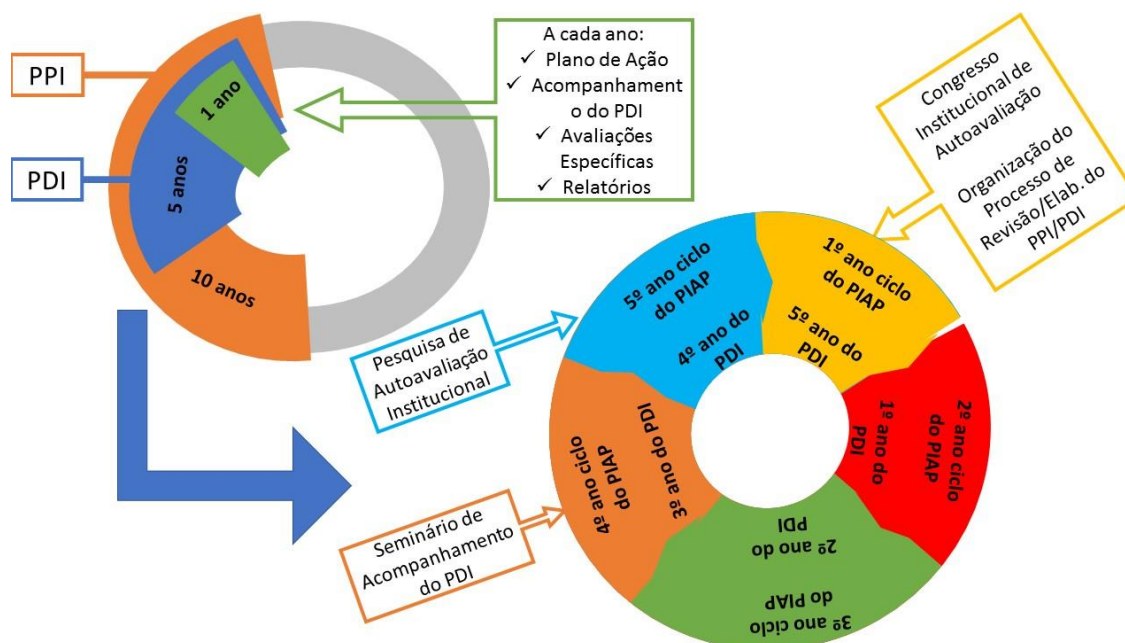 PPI
PDI
1 ano
5 anos
10 anos
A cada ano:
✓ Plano de Ação
✓ Acompanhament
o do PDI
✓ Avaliações
Específicas
✓ Relatórios
Congresso
Institucional de
Autoavaliação
Organização do
Processo de
Revisão/Elab. do
PPI/PDI
1º ano ciclo
do PIAP
5º ano do
PDI
2º ano ciclo
do PIAP
1º ano do
PDI
3º ano ciclo
do PIAP
2º ano do
PDI
4º ano ciclo
do PIAP
3º ano do PDI
5º ano ciclo
do PIAP
4º ano do
PDI
Pesquisa de
Autoavaliação
Institucional
Seminário de
Acompanhamento
do PDI